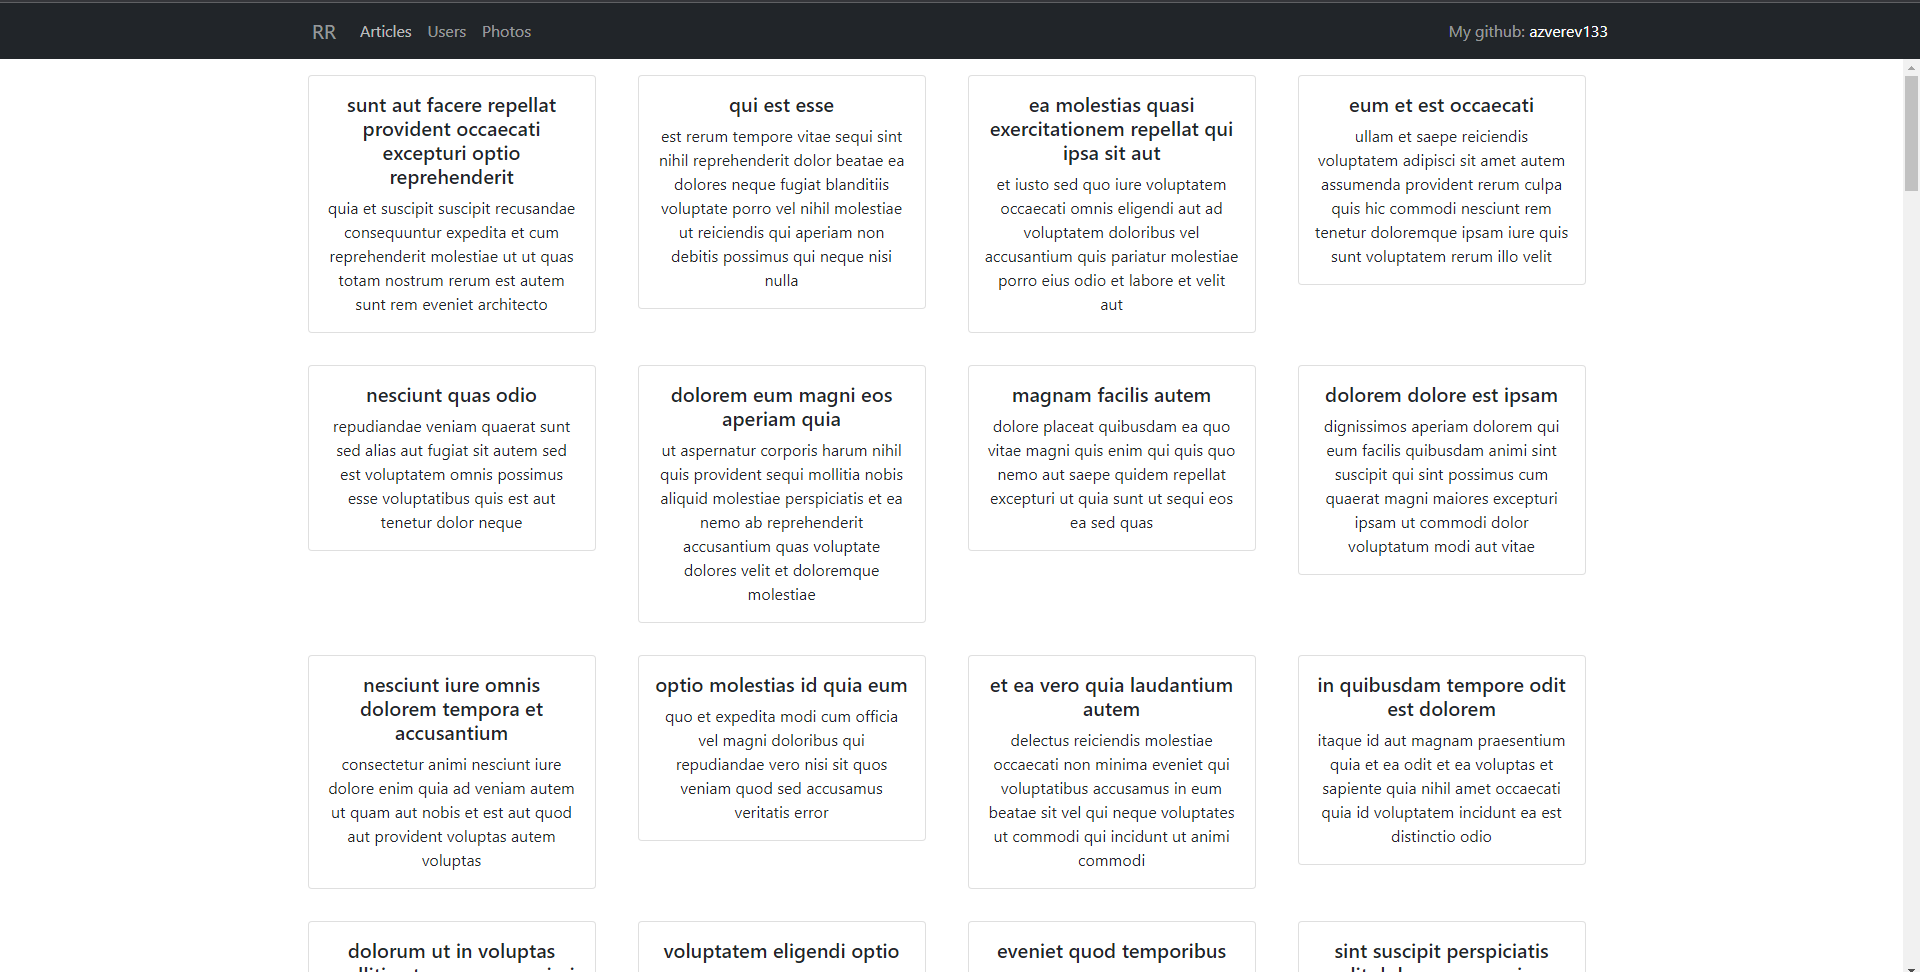 RR Articles Users Photos My github: azverev133
sunt aut facere repellat
provident occaecati
excepturi optio
reprehenderit
quia et suscipit suscipit recusandae
consequuntur expedita et cum
reprehenderit molestiae ut ut quas
totam nostrum rerum est autem
sunt rem eveniet architecto
qui est esse
est rerum tempore vitae sequi sint
nihil reprehenderit dolor beatae ea
dolores neque fugiat blanditiis
voluptate porro vel nihil molestiae
ut reiciendis qui aperiam non
debitis possimus qui neque nisi
nulla
ea molestias quasi
exercitationem repellat qui
ipsa sit aut
et iusto sed quo iure voluptatem
occaecati omnis eligendi aut ad
voluptatem doloribus vel
accusantium quis pariatur molestiae
porro eius odio et labore et velit
aut
eum et est occaecati
ullam et saepe reiciendis
voluptatem adipisci sit amet autem
assumenda provident rerum culpa
quis hic commodi nesciunt rem
tenetur doloremque ipsam iure quis
sunt voluptatem rerum illo velit
nesciunt quas odio
repudiandae veniam quaerat sunt
sed alias aut fugiat sit autem sed
est voluptatem omnis possimus
esse voluptatibus quis est aut
tenetur dolor neque
dolorem eum magni eos
aperiam quia
ut aspernatur corporis harum nihil
quis provident sequi mollitia nobis
aliquid molestiae perspiciatis et ea
nemo ab reprehenderit
accusantium quas voluptate
dolores velit et doloremque
molestiae
magnam facilis autem
dolore placeat quibusdam ea quo
vitae magni quis enim qui quis quo
nemo aut saepe quidem repellat
excepturi ut quia sunt ut sequi eos
ea sed quas
dolorem dolore est ipsam
dignissimos aperiam dolorem qui
eum facilis quibusdam animi sint
suscipit qui sint possimus cum
quaerat magni maiores excepturi
ipsam ut commodi dolor
voluptatum modi aut vitae
nesciunt iure omnis
dolorem tempora et
accusantium
consectetur animi nesciunt iure
dolore enim quia ad veniam autem
ut quam aut nobis et est aut quod
aut provident voluptas autem
voluptas
optio molestias id quia eum
quo et expedita modi cum officia
vel magni doloribus qui
repudiandae vero nisi sit quos
veniam quod sed accusamus
veritatis error
et ea vero quia laudantium
autem
delectus reiciendis molestiae
occaecati non minima eveniet qui
voluptatibus accusamus in eum
beatae sit vel qui neque voluptates
ut commodi qui incidunt ut animi
commodi
in quibusdam tempore odit
est dolorem
itaque id aut magnam praesentium
quia et ea odit et ea voluptas et
sapiente quia nihil amet occaecati
quia id voluptatem incidunt ea est
distinctio odio
dolorum ut in voluptas
voluptatem eligendi optio
eveniet quod temporibus
sint suscipit perspiciatis